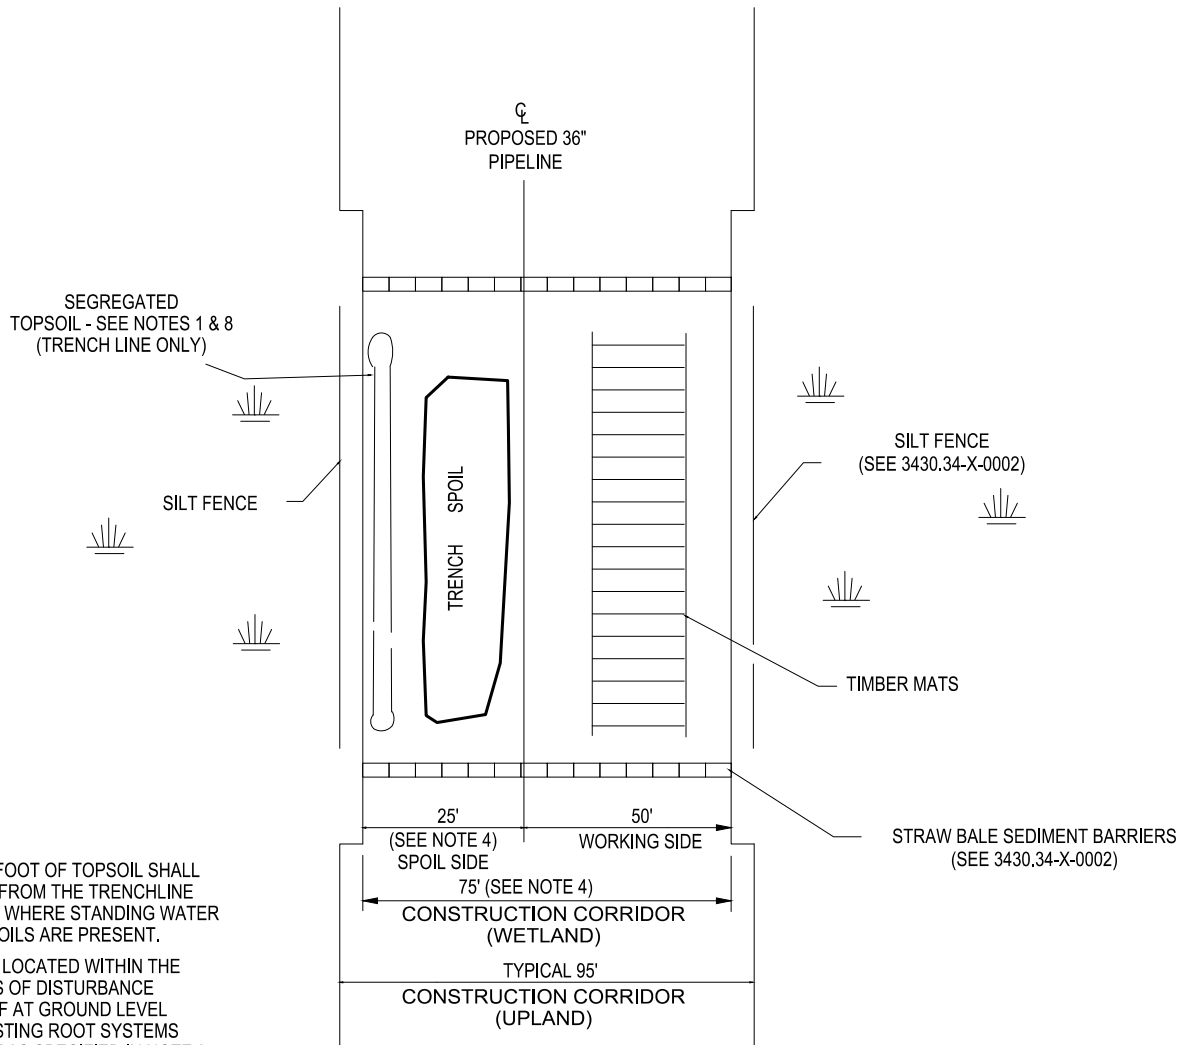 ℄
PROPOSED 36"
PIPELINE
SEGREGATED
TOPSOIL - SEE NOTES 1 & 8
(TRENCH LINE ONLY)
SILT FENCE
(SEE 3430.34-X-0002)
SILT FENCE
TRENCH SPOIL
TIMBER MATS
25'
(SEE NOTE 4)
SPOIL SIDE
50'
WORKING SIDE
STRAW BALE SEDIMENT BARRIERS
(SEE 3430.34-X-0002)
75' (SEE NOTE 4)
CONSTRUCTION CORRIDOR
(WETLAND)
TYPICAL 95'
CONSTRUCTION CORRIDOR
(UPLAND)
FOOT OF TOPSOIL SHALL
FROM THE TRENCHLINE
WHERE STANDING WATER
OILS ARE PRESENT.
LOCATED WITHIN THE
S OF DISTURBANCE
F AT GROUND LEVEL
STING ROOT SYSTEMS